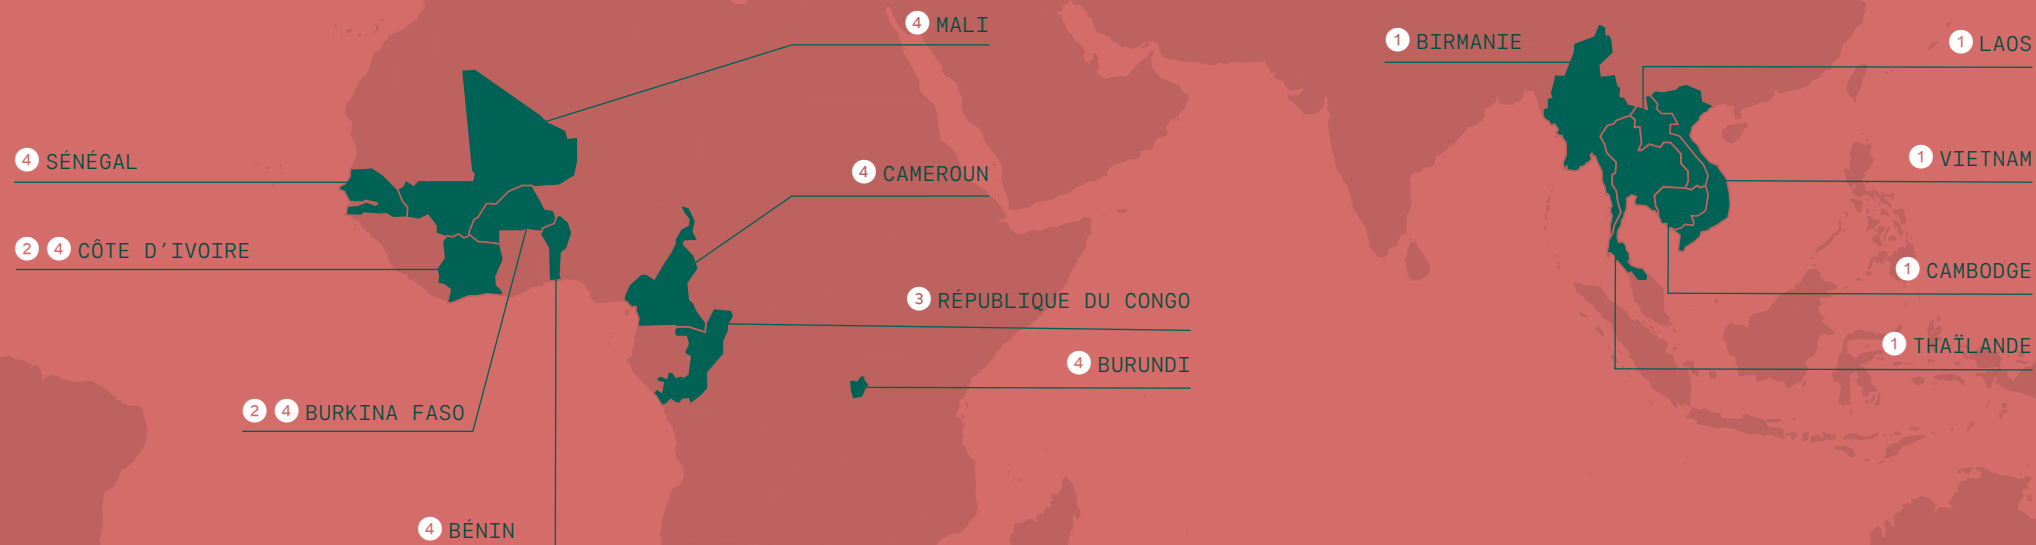 4 MALI
1 BIRMANIE
1 LAOS
4 SÉNÉGAL
4 CAMEROUN
1 VIETNAM
2 4 CÔTE D'IVOIRE
1 CAMBODGE
3 RÉPUBLIQUE DU CONGO
1 THAÏLANDE
4 BURUNDI
2 4 BURKINA FASO
4 BÉNIN